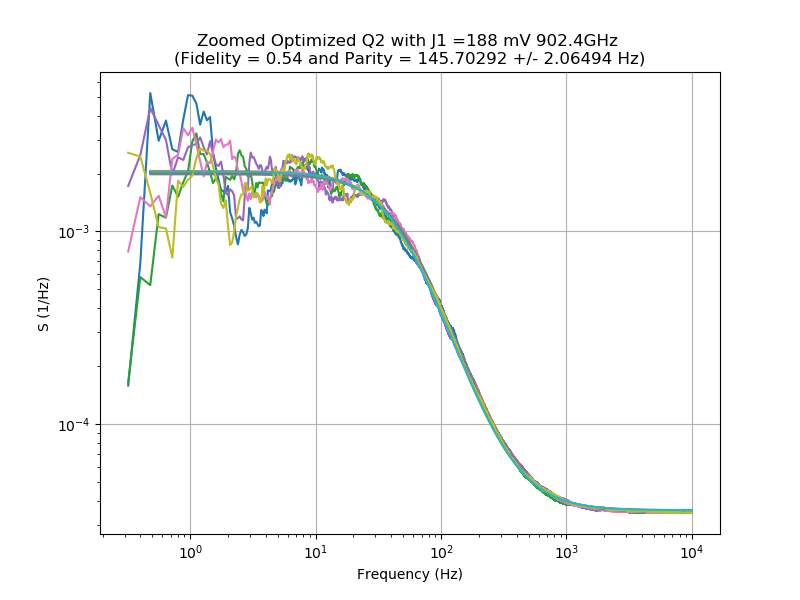 Zoomed Optimized Q2 with J1 =188 mV 902.4GHz
(Fidelity = 0.54 and Parity = 145.70292 +/- 2.06494 Hz)
S (1/Hz)
10⁻³
10⁻⁴
10⁰ 10¹ 10² 10³ 10⁴
Frequency (Hz)